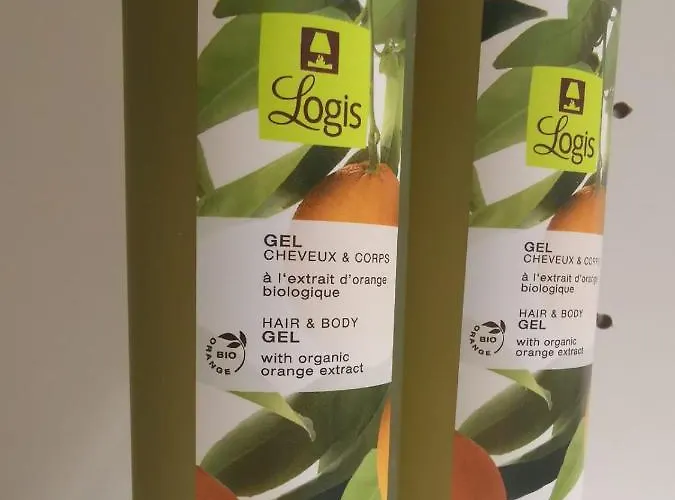 Logis
GEL
CHEVEUX & CORPS
à l'extrait d'orange
biologique
HAIR & BODY
GEL
with organic
orange extract
BIO
ORANGE
Logis
GEL
CHEVEUX & CORPS
à l'extrait d'orange
biologique
HAIR & BODY
GEL
with organic
orange extract
BIO
ORANGE